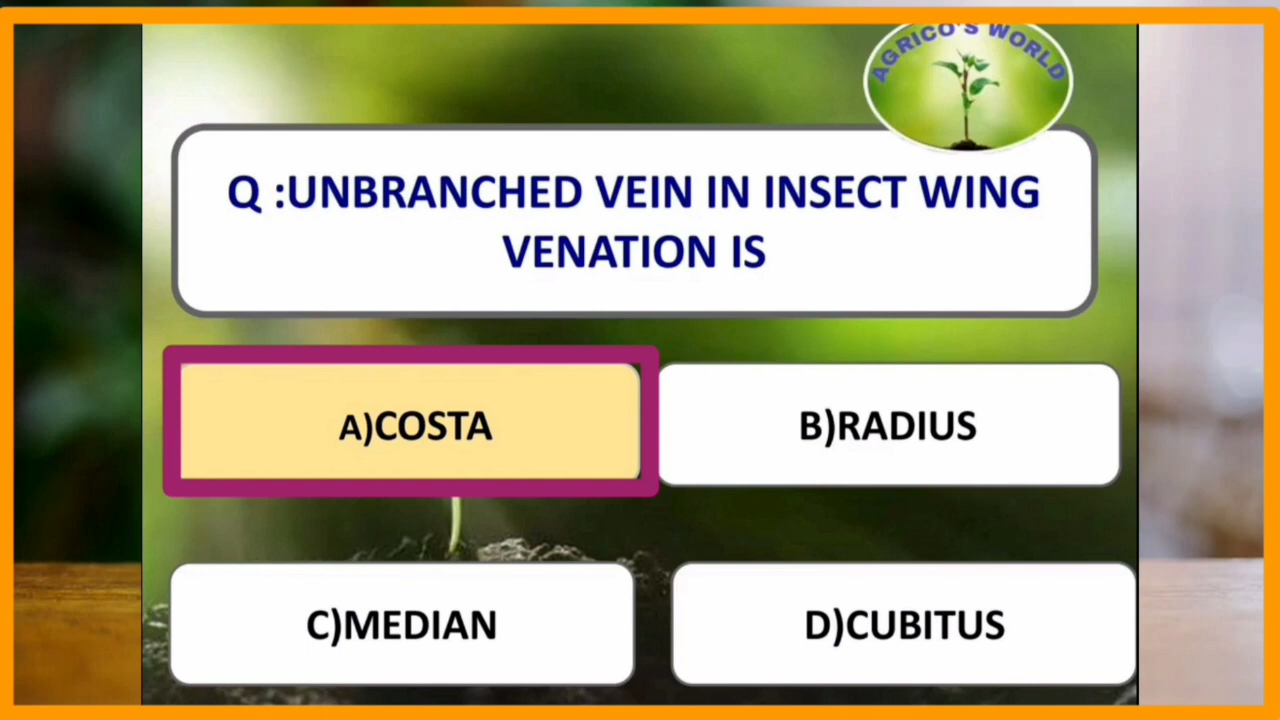 AGRICO'S WORLD
Q :UNBRANCHED VEIN IN INSECT WING
VENATION IS
A)COSTA
B)RADIUS
C)MEDIAN
D)CUBITUS